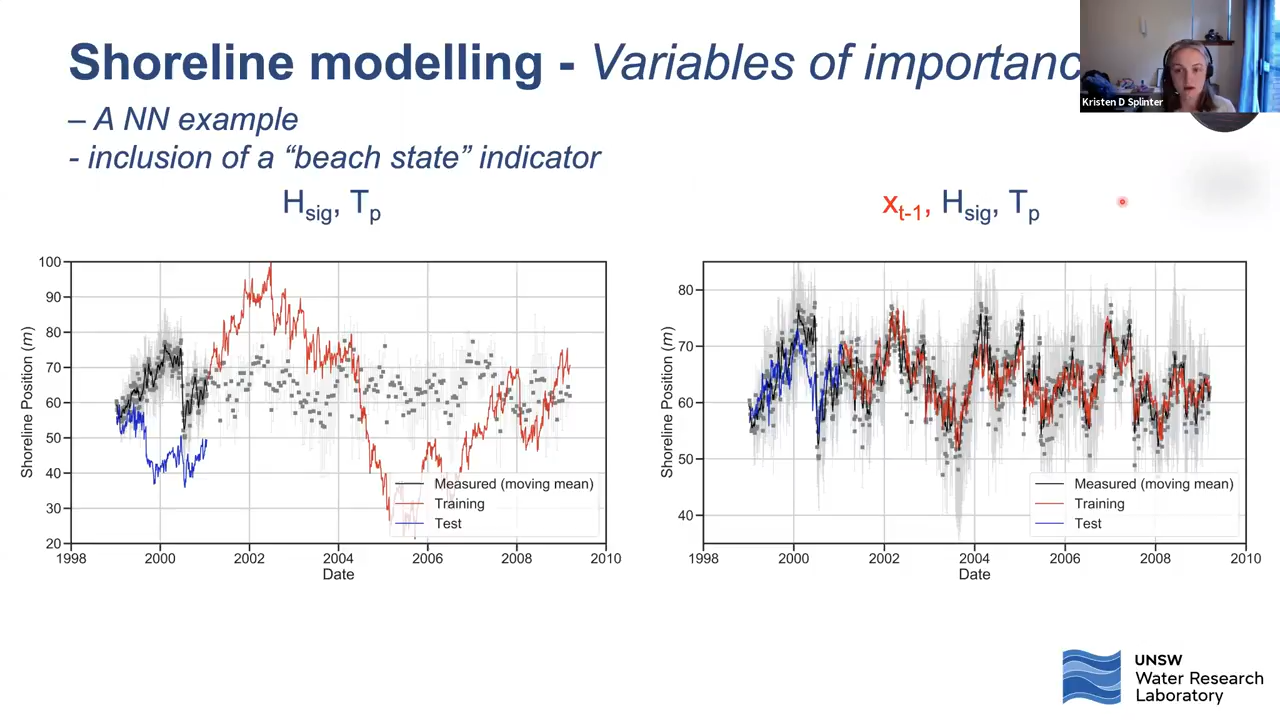 Shoreline modelling - Variables of importanc
Kristen D Splinter
– A NN example
- inclusion of a “beach state” indicator
Hsig, Tp
xt-1, Hsig, Tp
100
90
80
70
60
50
40
30
20
Shoreline Position (m)
Measured (moving mean)
Training
Test
1998 2000 2002 2004 2006 2008 2010
Date
80
70
60
50
40
Shoreline Position (m)
Measured (moving mean)
Training
Test
1998 2000 2002 2004 2006 2008 2010
Date
UNSW
Water Research
Laboratory